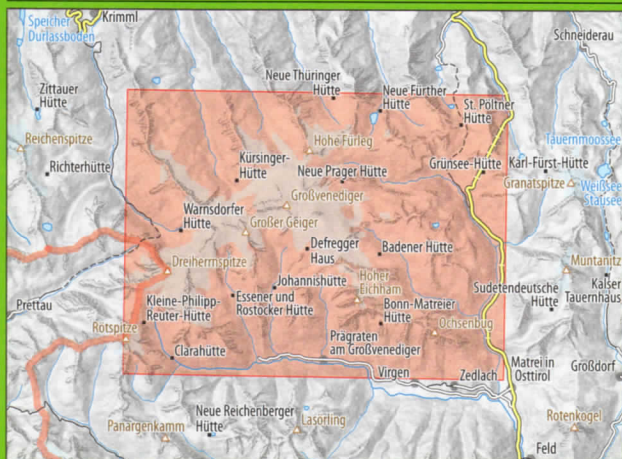 Speicher
Durlassboden
Krimml
Schneiderau
Zittauer
Hütte
Neue Thüringer
Hütte
Neue Fürther
Hütte
St. Pöltner
Hütte
Reichenspitze
Hohe Fürleg
Tauernmoossee
Richterhütte
Kürsinger-
Hütte
Neue Prager Hütte
Grünsee-Hütte
Karl-Fürst-Hütte
Granatspitze
Weißsee
Stausee
Großvenediger
Warnsdorfer
Hütte
Großer Geiger
Defregger
Haus
Badener Hütte
Dreiherrnspitze
Muntanitz
Johannishütte
Hoher
Eichham
Sudetendeutsche
Hütte
Kalser
Tauernhaus
Prettau
Kleine-Philipp-
Reuter-Hütte
Essener und
Rostocker Hütte
Bonn-Matreier
Hütte
Rötspitze
Ochsenbug
Prägraten
am Großvenediger
Clarahütte
Virgen
Zedlach
Matrei in
Osttirol
Großdorf
Neue Reichenberger
Hütte
Panargenkamm
Lasörling
Rotenkogel
Feld